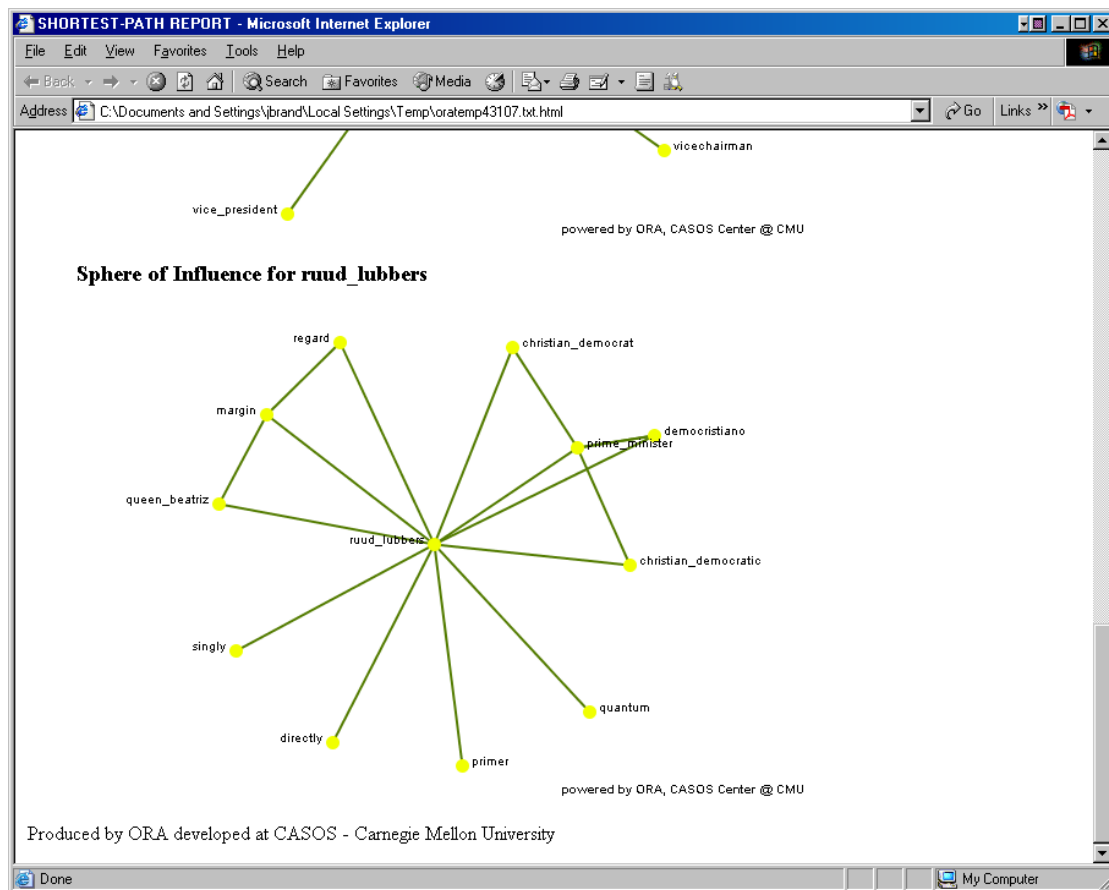 SHORTEST-PATH REPORT - Microsoft Internet Explorer
File Edit View Favorites Tools Help
Back Search Favorites Media
Address C:\Documents and Settings\jbrand\Local Settings\Temp\oratemp43107.txt.html Go Links »
vicechairman
vice_president
powered by ORA, CASOS Center @ CMU
Sphere of Influence for ruud_lubbers
regard
christian_democrat
margin
democristiano
prime_minister
queen_beatriz
ruud_lubbers
christian_democratic
singly
quantum
directly
primer
powered by ORA, CASOS Center @ CMU
Produced by ORA developed at CASOS - Carnegie Mellon University
Done My Computer